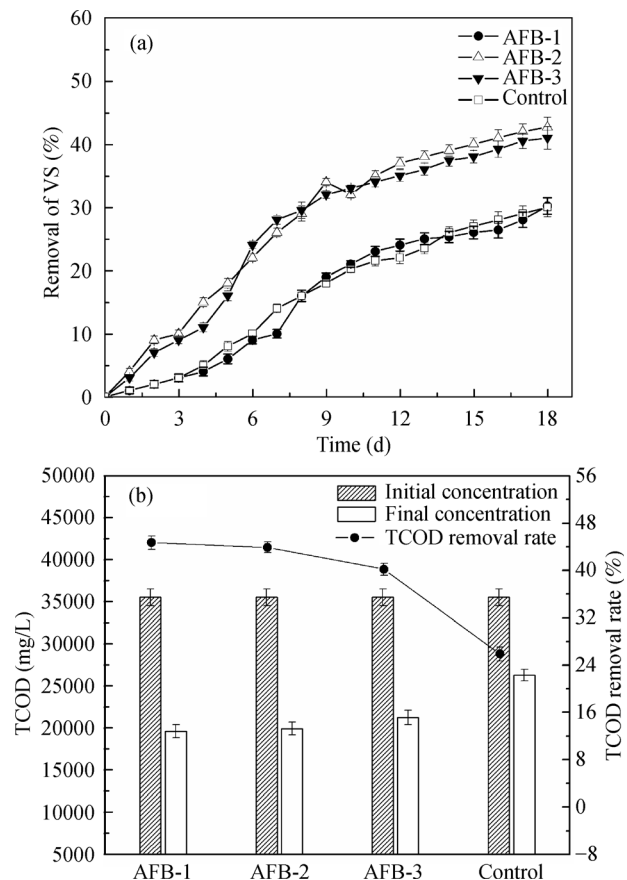 (a)
AFB-1
AFB-2
AFB-3
Control
Removal of VS (%)
60
50
40
30
20
10
0
0 3 6 9 12 15 18
Time (d)
(b)
Initial concentration
Final concentration
TCOD removal rate
TCOD (mg/L)
50000
45000
40000
35000
30000
25000
20000
15000
10000
5000
TCOD removal rate (%)
56
48
40
32
24
16
8
0
−8
AFB-1 AFB-2 AFB-3 Control